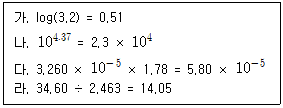 가. log(3.2) = 0.51
나. 10^4.37 = 2.3 × 10^4
다. 3.260 × 10^-5 × 1.78 = 5.80 × 10^-5
라. 34.60 ÷ 2.463 = 14.05